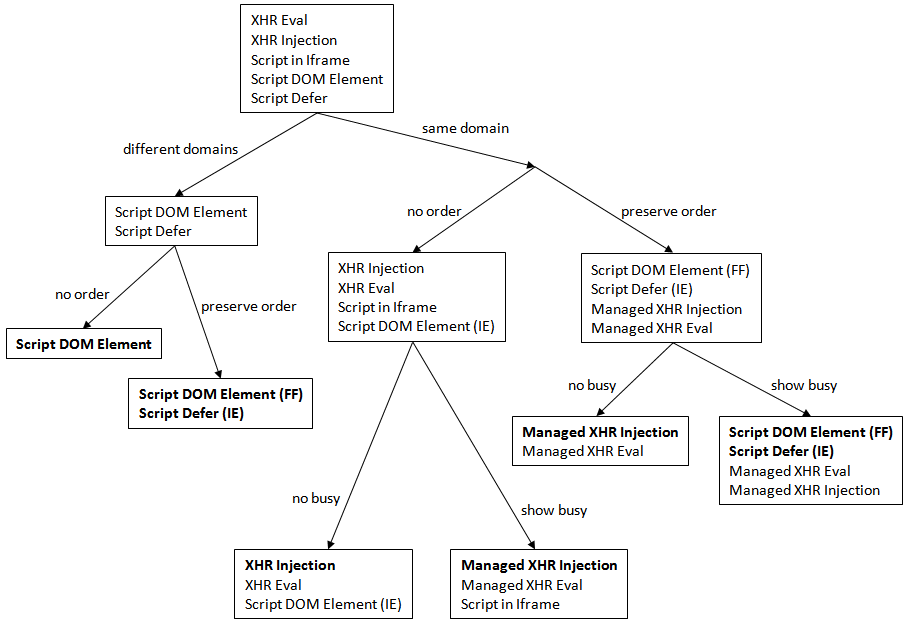 XHR Eval
XHR Injection
Script in Iframe
Script DOM Element
Script Defer
different domains
same domain
Script DOM Element
Script Defer
no order
preserve order
Script DOM Element
Script DOM Element (FF)
Script Defer (IE)
no order
preserve order
XHR Injection
XHR Eval
Script in Iframe
Script DOM Element (IE)
Script DOM Element (FF)
Script Defer (IE)
Managed XHR Injection
Managed XHR Eval
no busy
show busy
XHR Injection
XHR Eval
Script DOM Element (IE)
Managed XHR Injection
Managed XHR Eval
Script in Iframe
no busy
show busy
Managed XHR Injection
Managed XHR Eval
Script DOM Element (FF)
Script Defer (IE)
Managed XHR Eval
Managed XHR Injection